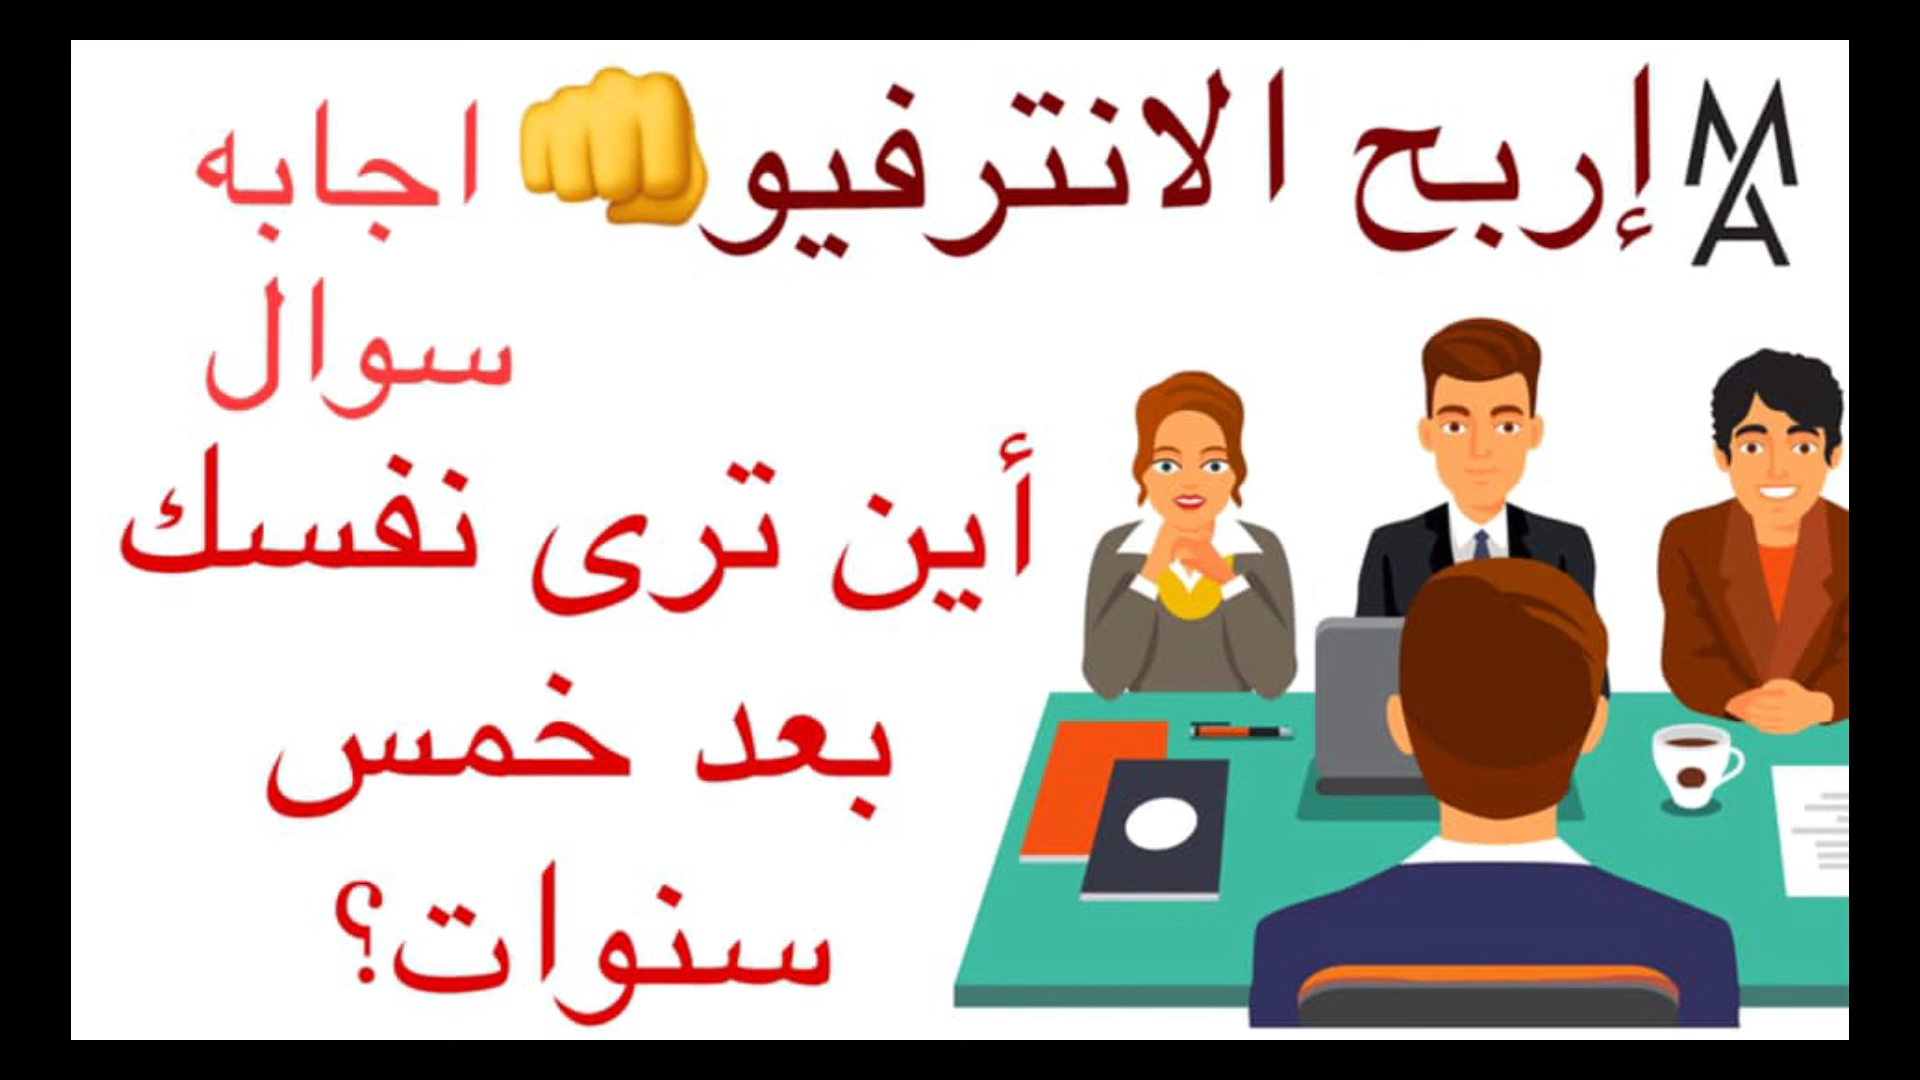 إربح الانترفيو👊 اجابه
سوال
أين ترى نفسك
بعد خمس
سنوات؟
MA